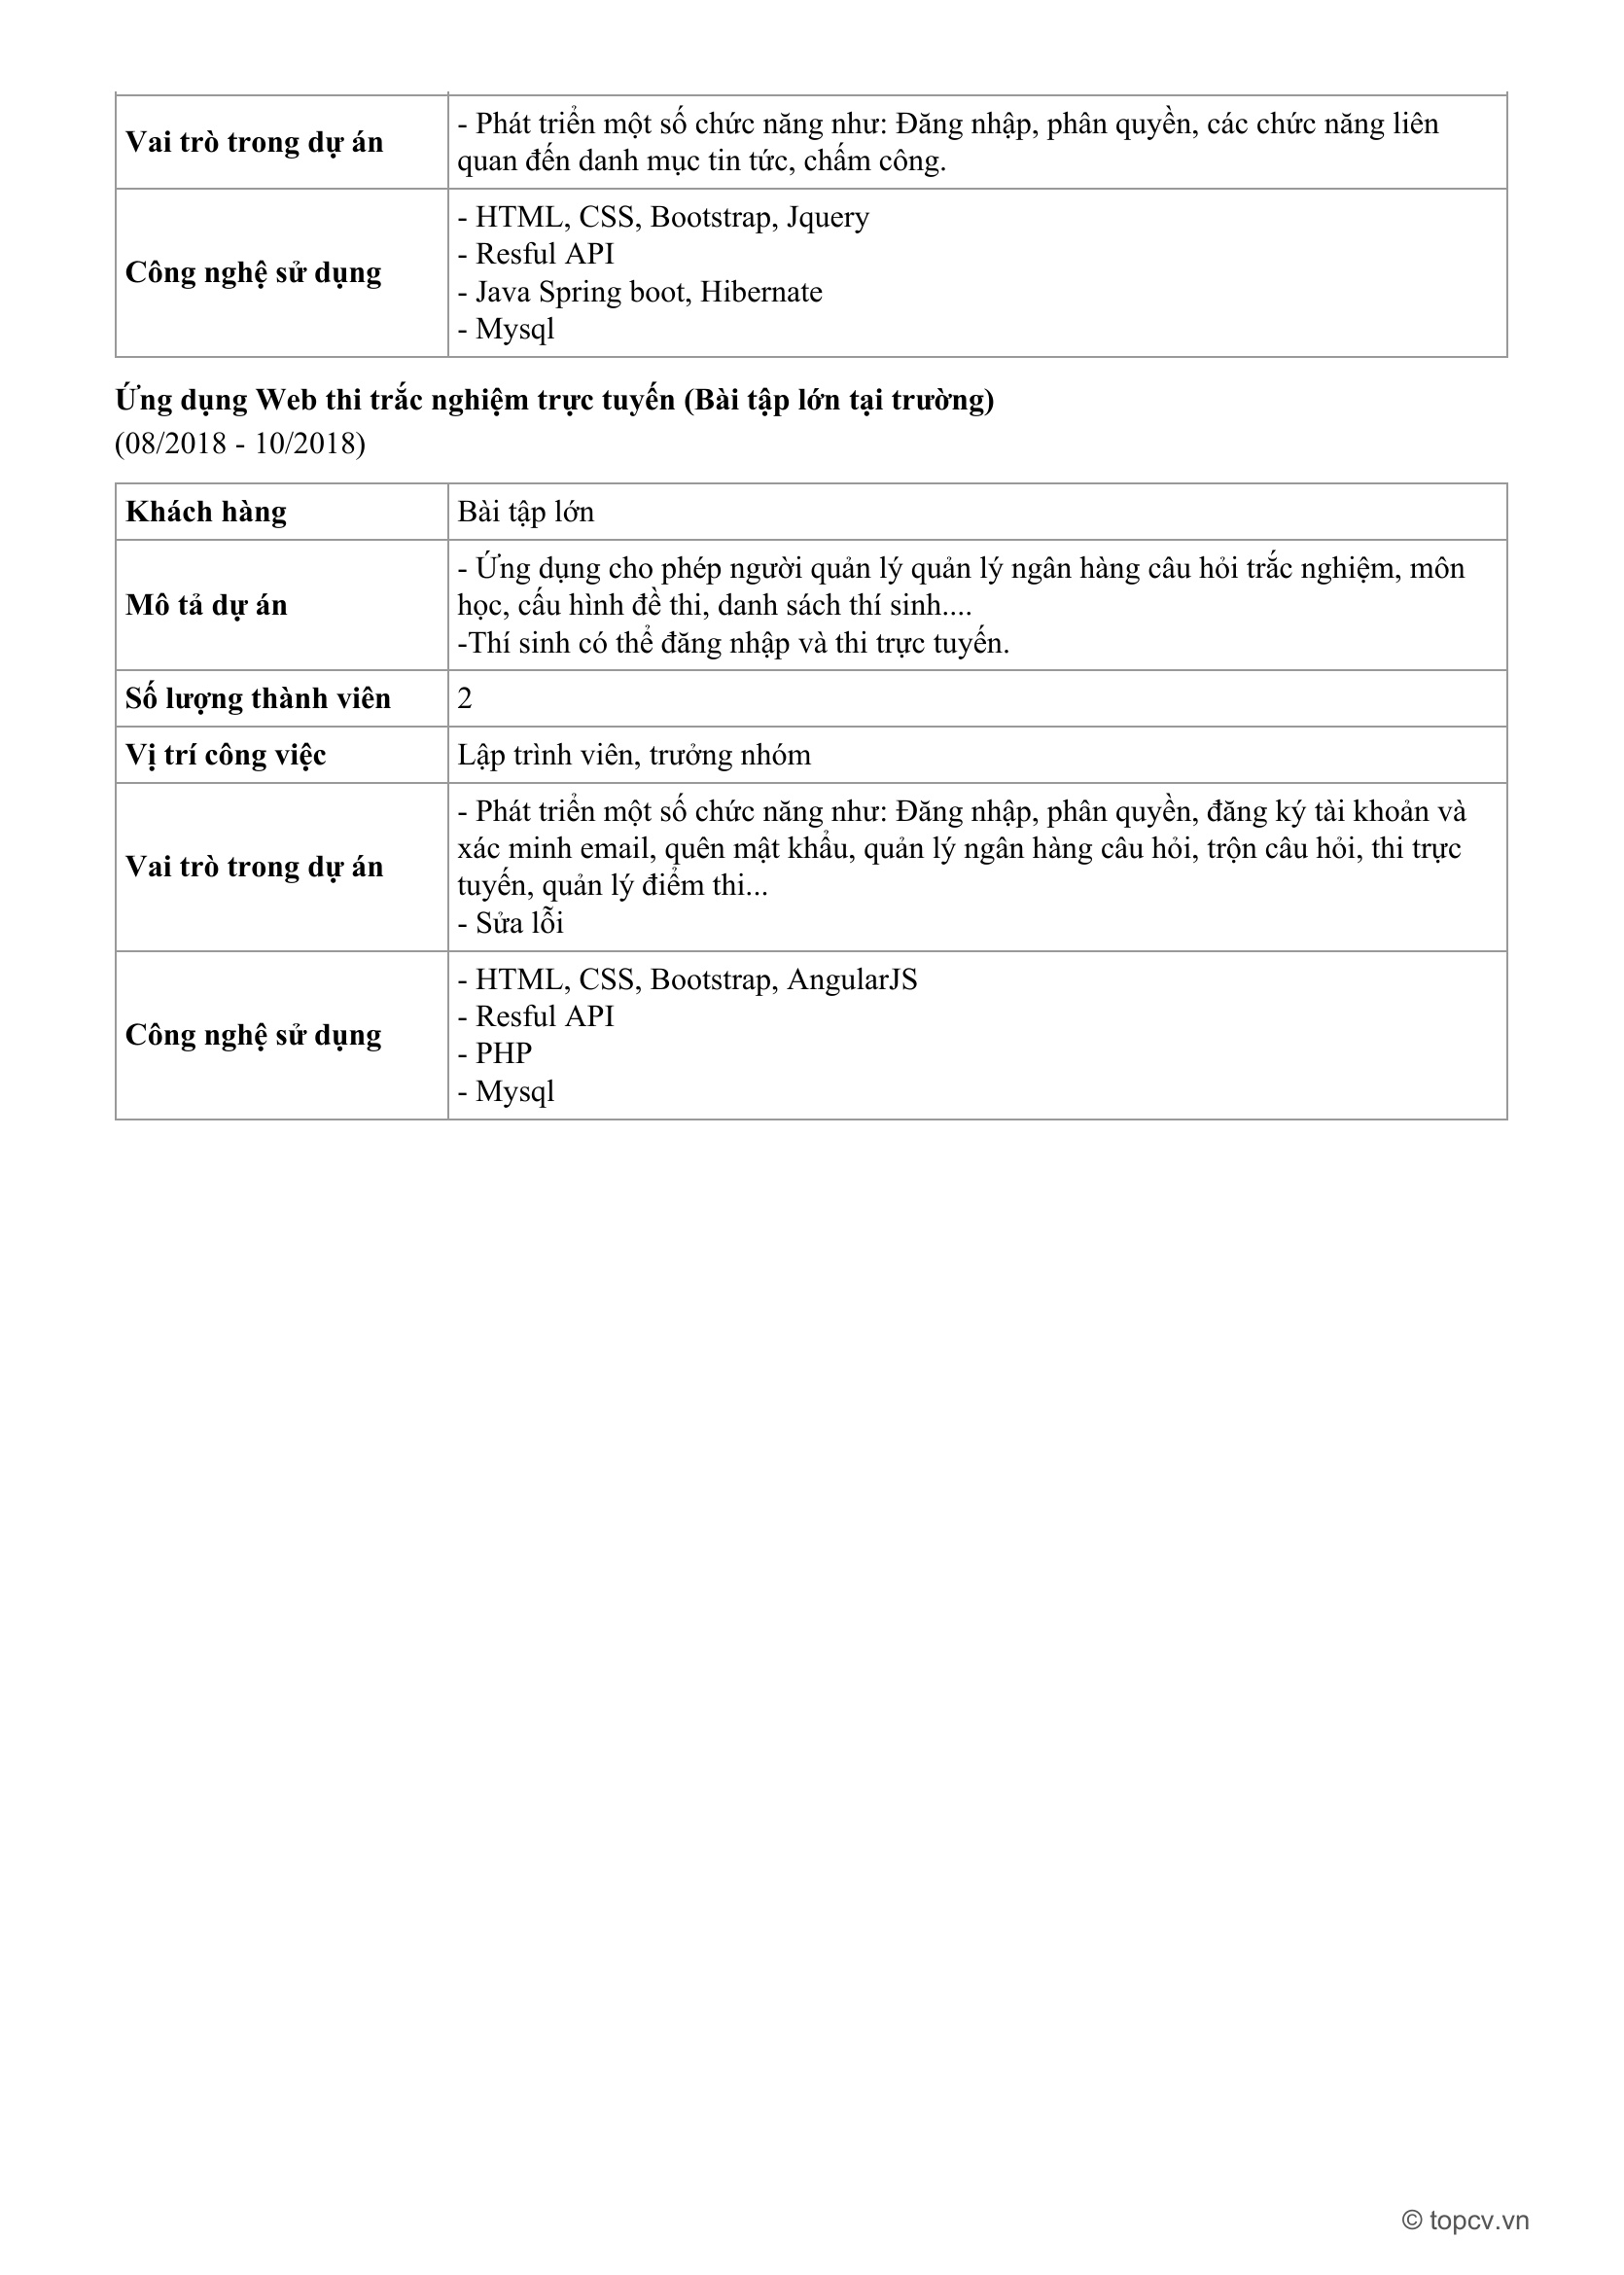 Vai trò trong dự án
- Phát triển một số chức năng như: Đăng nhập, phân quyền, các chức năng liên
quan đến danh mục tin tức, chấm công.
Công nghệ sử dụng
- HTML, CSS, Bootstrap, Jquery
- Resful API
- Java Spring boot, Hibernate
- Mysql
Ứng dụng Web thi trắc nghiệm trực tuyến (Bài tập lớn tại trường)
(08/2018 - 10/2018)
Khách hàng
Bài tập lớn
Mô tả dự án
- Ứng dụng cho phép người quản lý quản lý ngân hàng câu hỏi trắc nghiệm, môn
học, cấu hình đề thi, danh sách thí sinh....
-Thí sinh có thể đăng nhập và thi trực tuyến.
Số lượng thành viên
2
Vị trí công việc
Lập trình viên, trưởng nhóm
Vai trò trong dự án
- Phát triển một số chức năng như: Đăng nhập, phân quyền, đăng ký tài khoản và
xác minh email, quên mật khẩu, quản lý ngân hàng câu hỏi, trộn câu hỏi, thi trực
tuyến, quản lý điểm thi...
- Sửa lỗi
Công nghệ sử dụng
- HTML, CSS, Bootstrap, AngularJS
- Resful API
- PHP
- Mysql
© topcv.vn